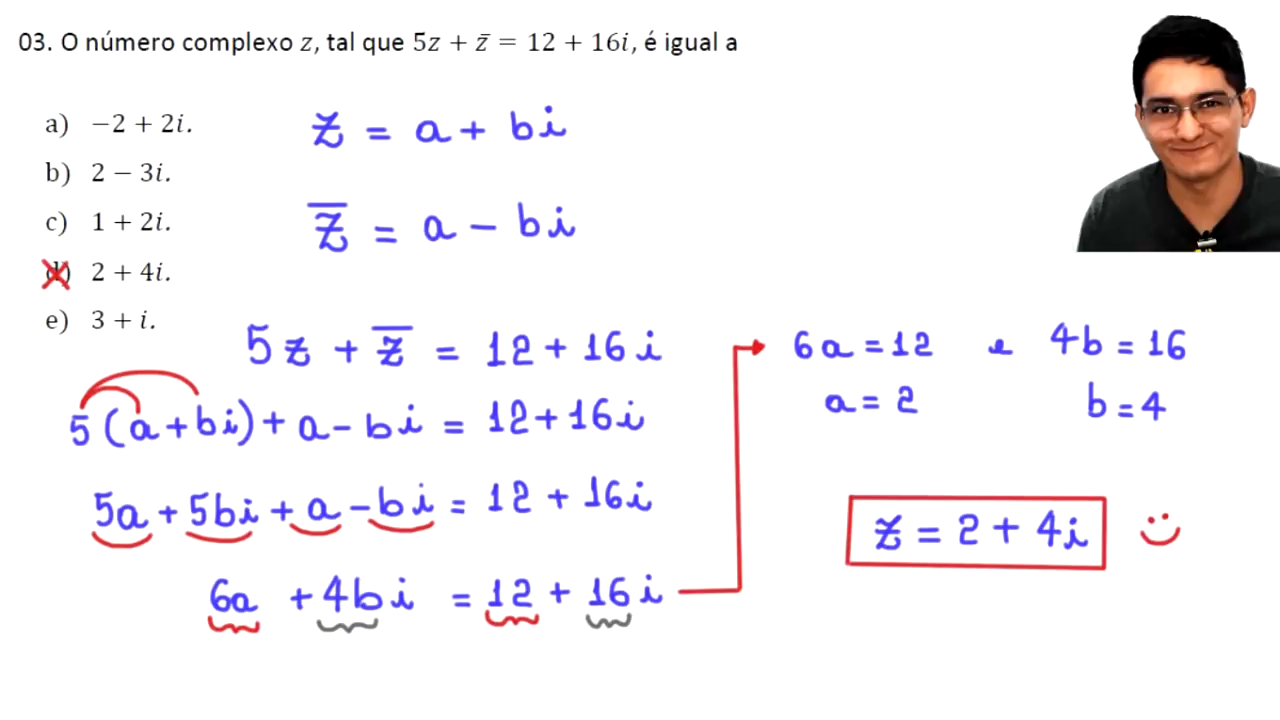 03. O número complexo z, tal que 5z + z̄ = 12 + 16i, é igual a
a) −2 + 2i.
b) 2 − 3i.
c) 1 + 2i.
d) 2 + 4i.
e) 3 + i.
z = a + bi
z̄ = a − bi
5z + z̄ = 12 + 16i
5(a + bi) + a − bi = 12 + 16i
5a + 5bi + a − bi = 12 + 16i
6a + 4bi = 12 + 16i
6a = 12 e 4b = 16
a = 2 b = 4
z = 2 + 4i